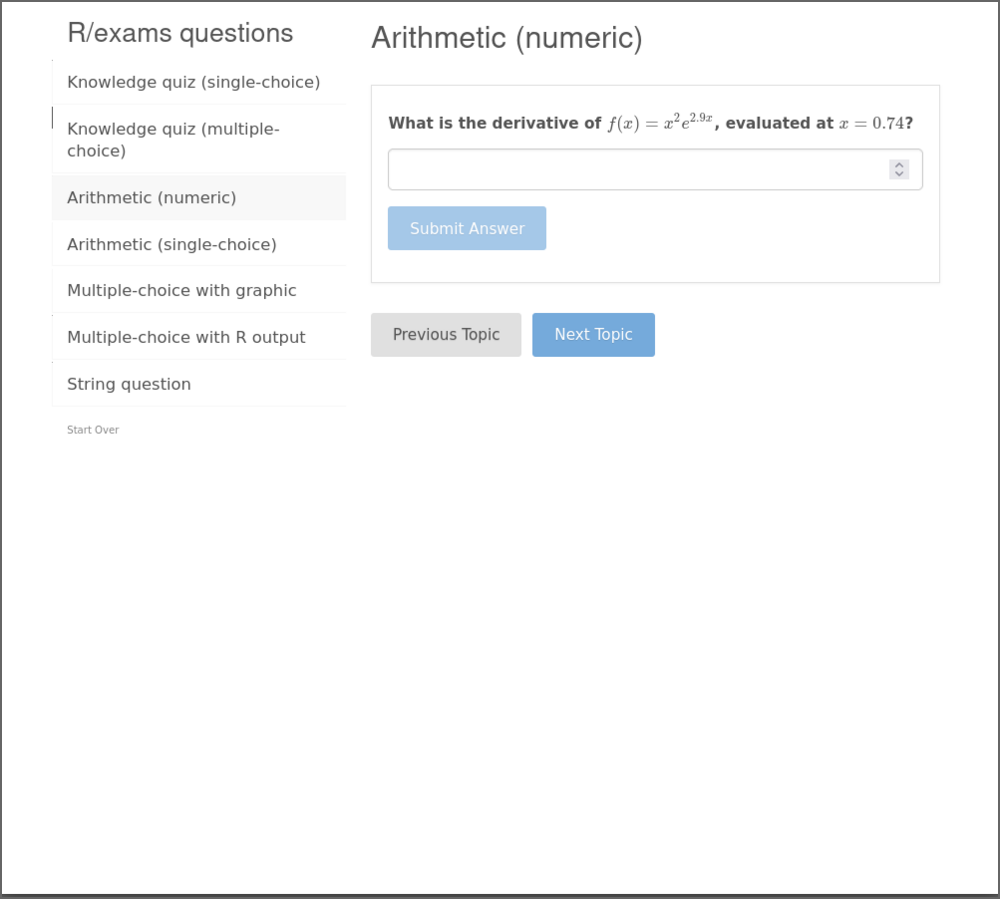 R/exams questions
Knowledge quiz (single-choice)
Knowledge quiz (multiple-
choice)
Arithmetic (numeric)
Arithmetic (single-choice)
Multiple-choice with graphic
Multiple-choice with R output
String question
Start Over
Arithmetic (numeric)
What is the derivative of f(x) = x²e^{2.9x}, evaluated at x = 0.74?
Submit Answer
Previous Topic
Next Topic